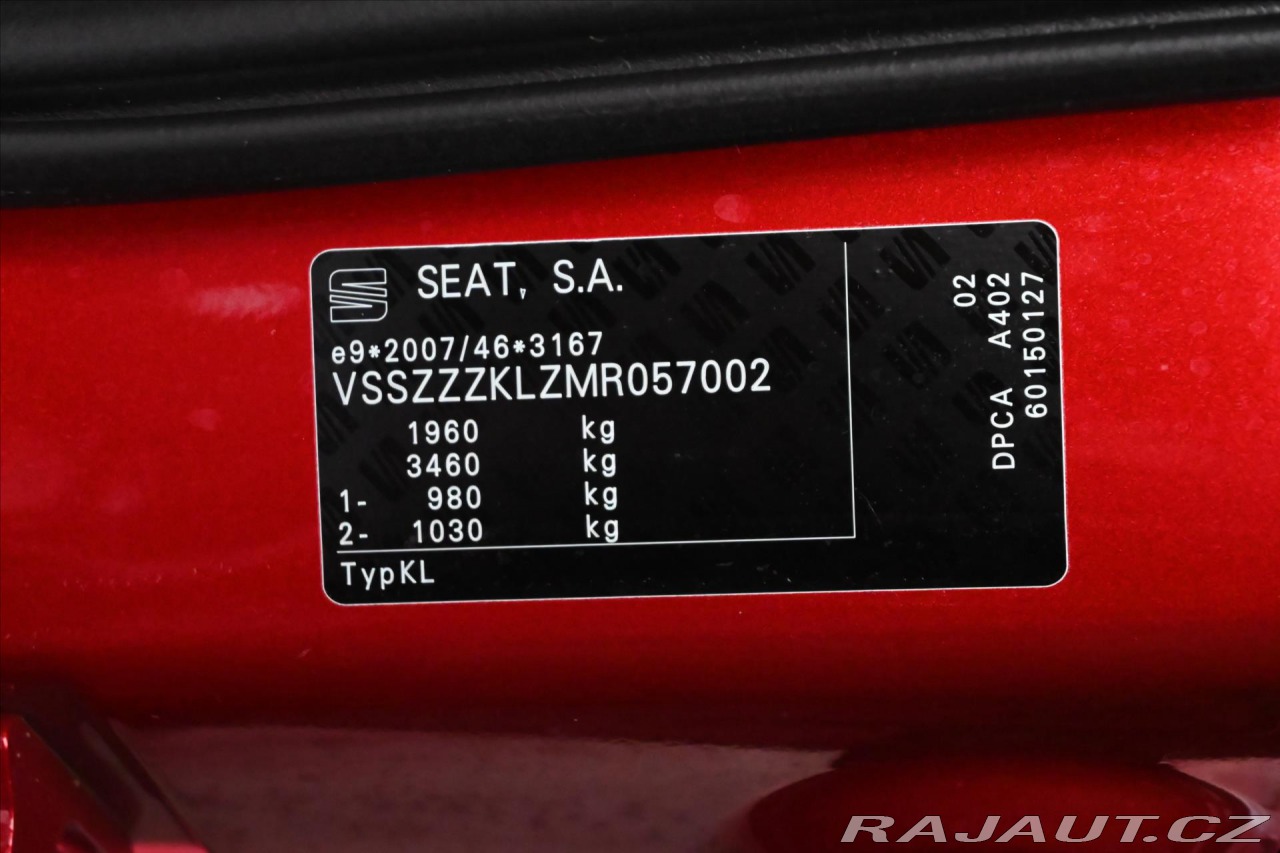 SEAT, S.A.
e9*2007/46*3167
VSSZZZKLZMR057002
1960 kg
3460 kg
1- 980 kg
2- 1030 kg
TypKL
02
DPCA A402
60150127
RAJAUT.CZ